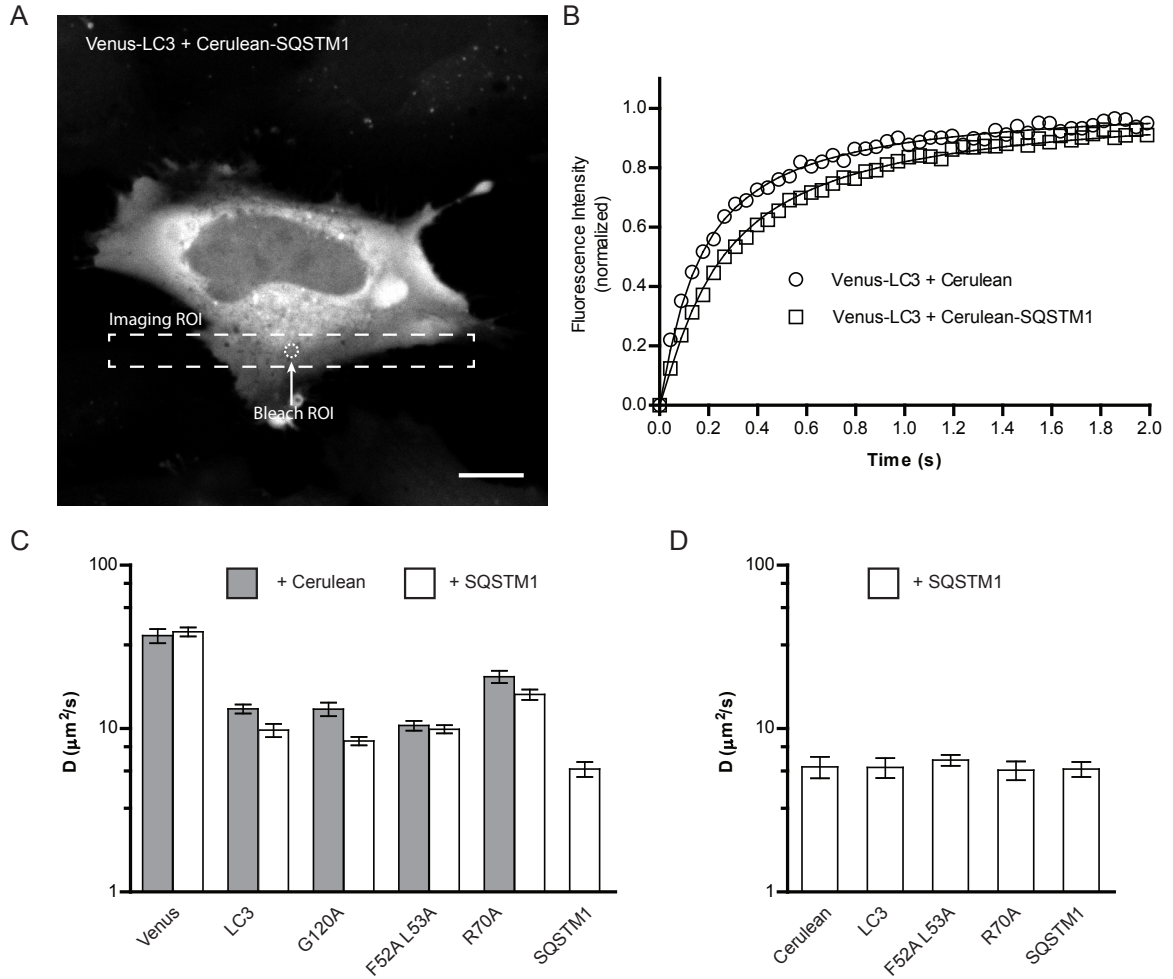 A
Venus-LC3 + Cerulean-SQSTM1
Imaging ROI
Bleach ROI
B
Fluorescence Intensity
(normalized)
1.0
0.8
0.6
0.4
0.2
0.0
0.0 0.2 0.4 0.6 0.8 1.0 1.2 1.4 1.6 1.8 2.0
Time (s)
Venus-LC3 + Cerulean
Venus-LC3 + Cerulean-SQSTM1
C
+ Cerulean + SQSTM1
D (μm²/s)
100
10
1
Venus LC3 G120A F52A L53A R70A SQSTM1
D
+ SQSTM1
D (μm²/s)
100
10
1
Cerulean LC3 F52A L53A R70A SQSTM1